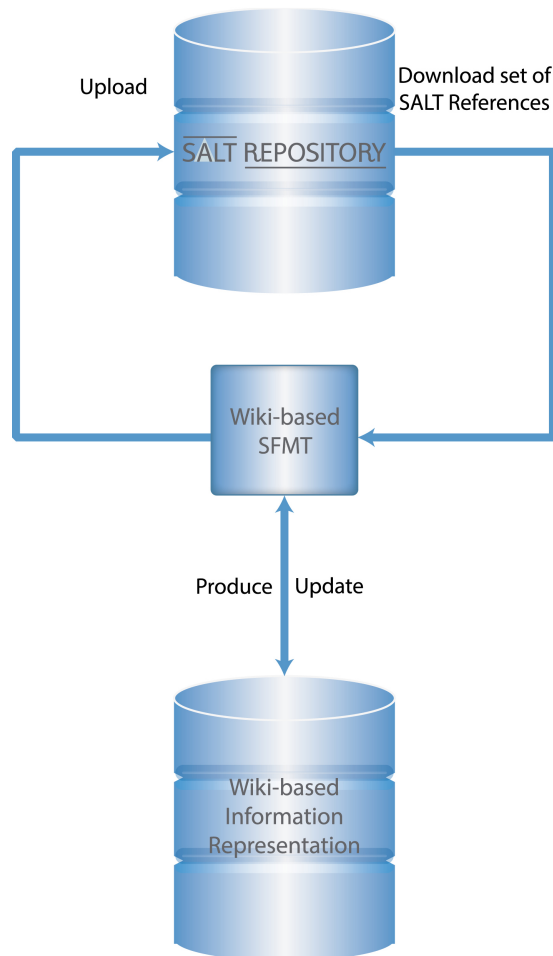 Upload
Download set of
SALT References
SALT REPOSITORY
Wiki-based
SFMT
Produce
Update
Wiki-based
Information
Representation